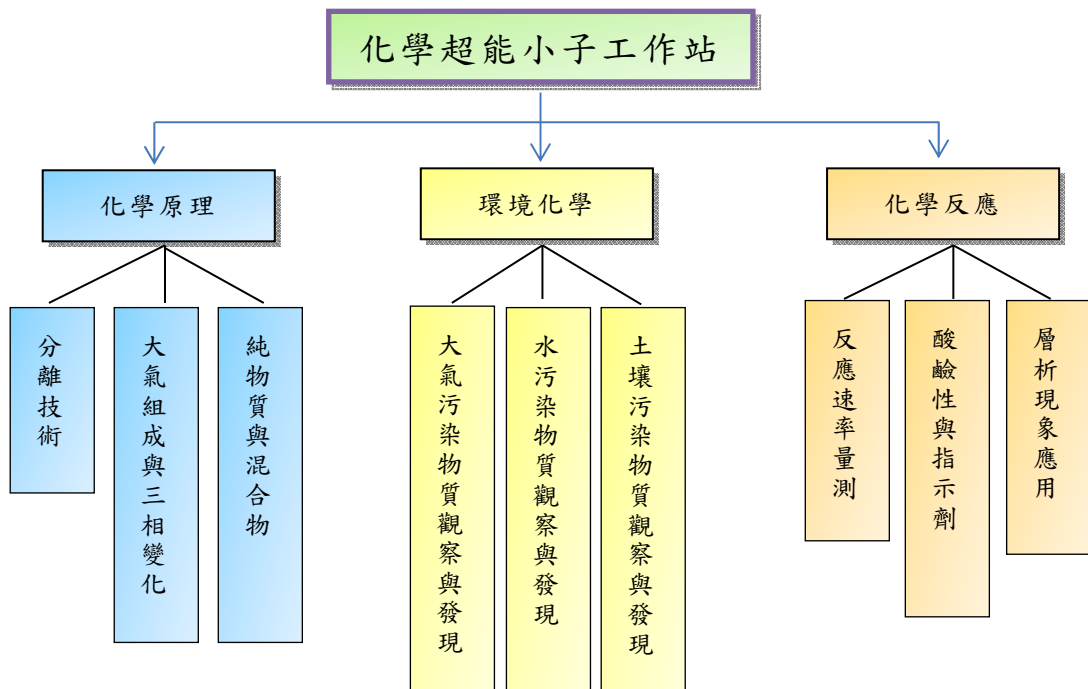 化學超能小子工作站
化學原理
環境化學
化學反應
分離技術
大氣組成與三相變化
純物質與混合物
大氣污染物質觀察與發現
水污染物質觀察與發現
土壤污染物質觀察與發現
反應速率量測
酸鹼性與指示劑
層析現象應用